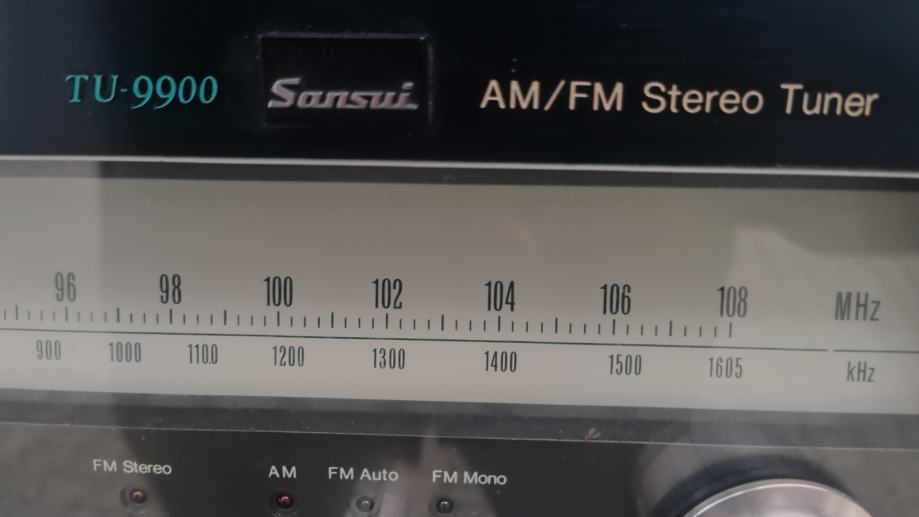 TU-9900 Sansui AM/FM Stereo Tuner
96 98 100 102 104 106 108 MHz
900 1000 1100 1200 1300 1400 1500 1605 kHz
FM Stereo AM FM Auto FM Mono